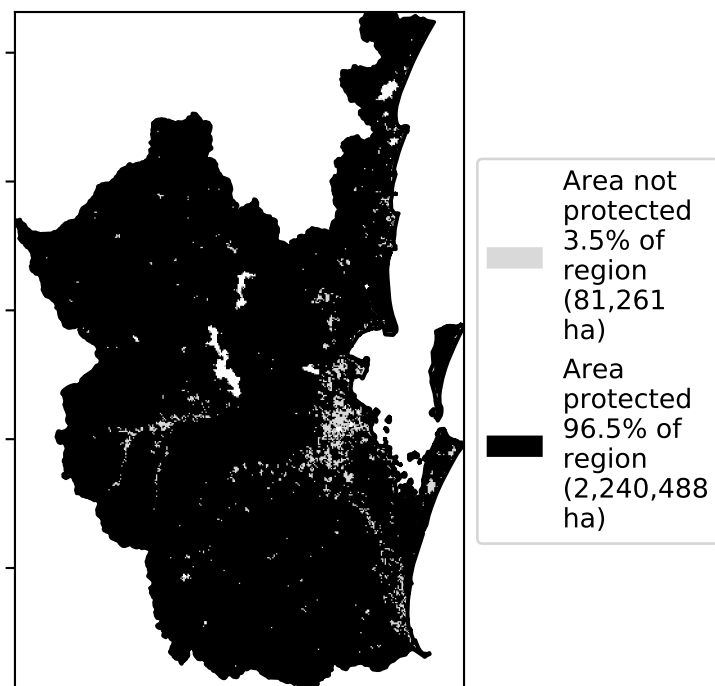 Area not
protected
3.5% of
region
(81,261
ha)
Area
protected
96.5% of
region
(2,240,488
ha)